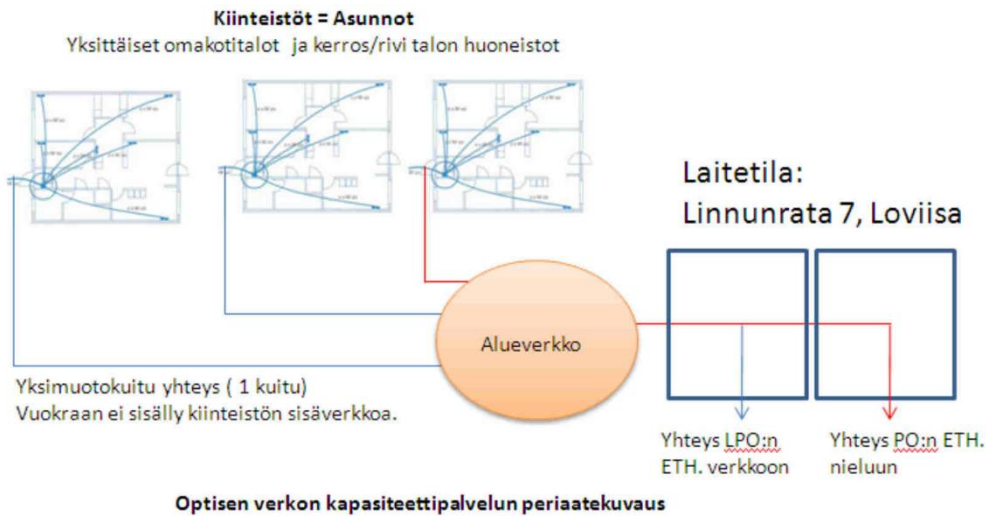 Kiinteistöt = Asunnot
Yksittäiset omakotitalot ja kerros/rivi talon huoneistot
Laitetila:
Linnunrata 7, Loviisa
Alueverkko
Yksimuotokuitu yhteys ( 1 kuitu)
Vuokraan ei sisälly kiinteistön sisäverkkoa.
Yhteys LPO:n
ETH. verkkoon
Yhteys PO:n ETH.
nieluun
Optisen verkon kapasiteettipalvelun periaatekuvaus